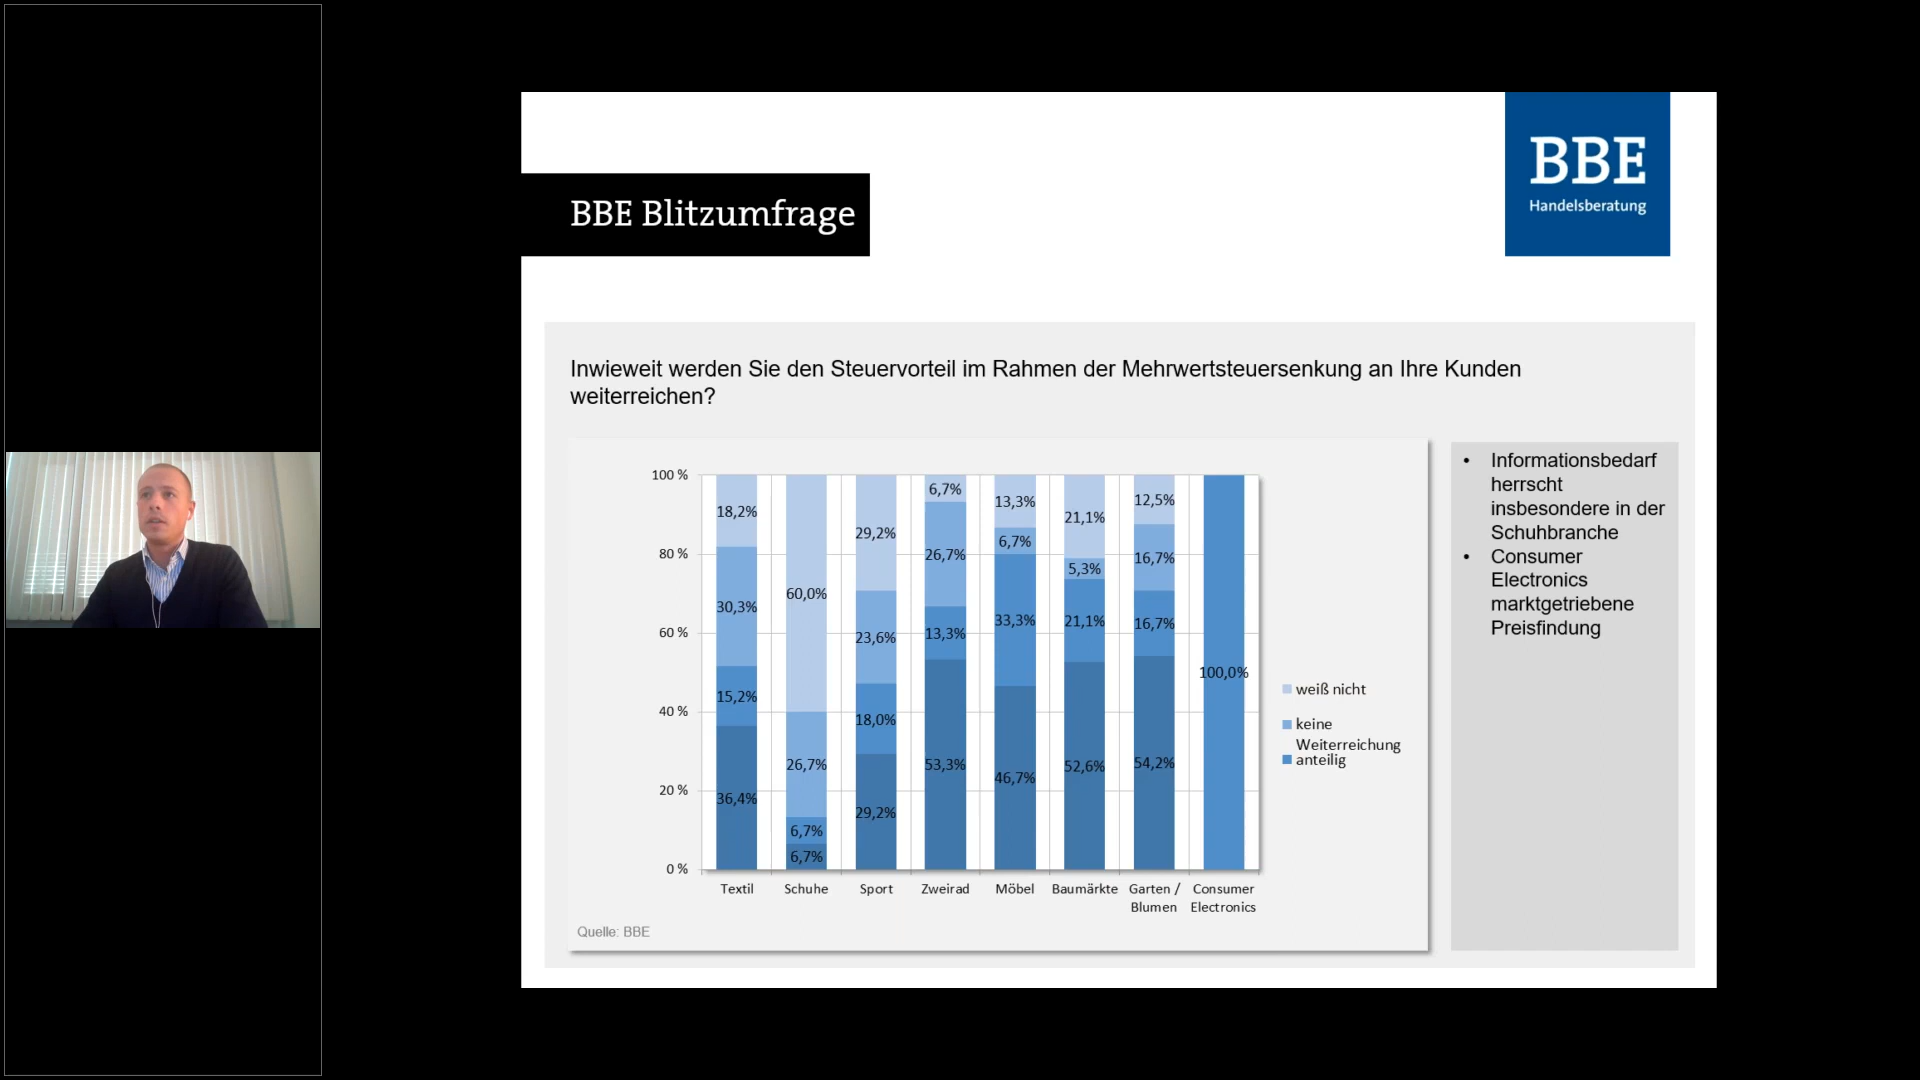 BBE
Handelsberatung
BBE Blitzumfrage
Inwieweit werden Sie den Steuervorteil im Rahmen der Mehrwertsteuersenkung an Ihre Kunden
weiterreichen?
100 %
80 %
60 %
40 %
20 %
0 %
18,2%
30,3%
15,2%
36,4%
60,0%
26,7%
6,7%
6,7%
29,2%
23,6%
18,0%
29,2%
6,7%
26,7%
13,3%
53,3%
13,3%
6,7%
33,3%
46,7%
21,1%
5,3%
21,1%
52,6%
12,5%
16,7%
16,7%
54,2%
100,0%
Textil
Schuhe
Sport
Zweirad
Möbel
Baumärkte
Garten /
Blumen
Consumer
Electronics
weiß nicht
keine
Weiterreichung
anteilig
Quelle: BBE
• Informationsbedarf
herrscht
insbesondere in der
Schuhbranche
• Consumer
Electronics
marktgetriebene
Preisfindung